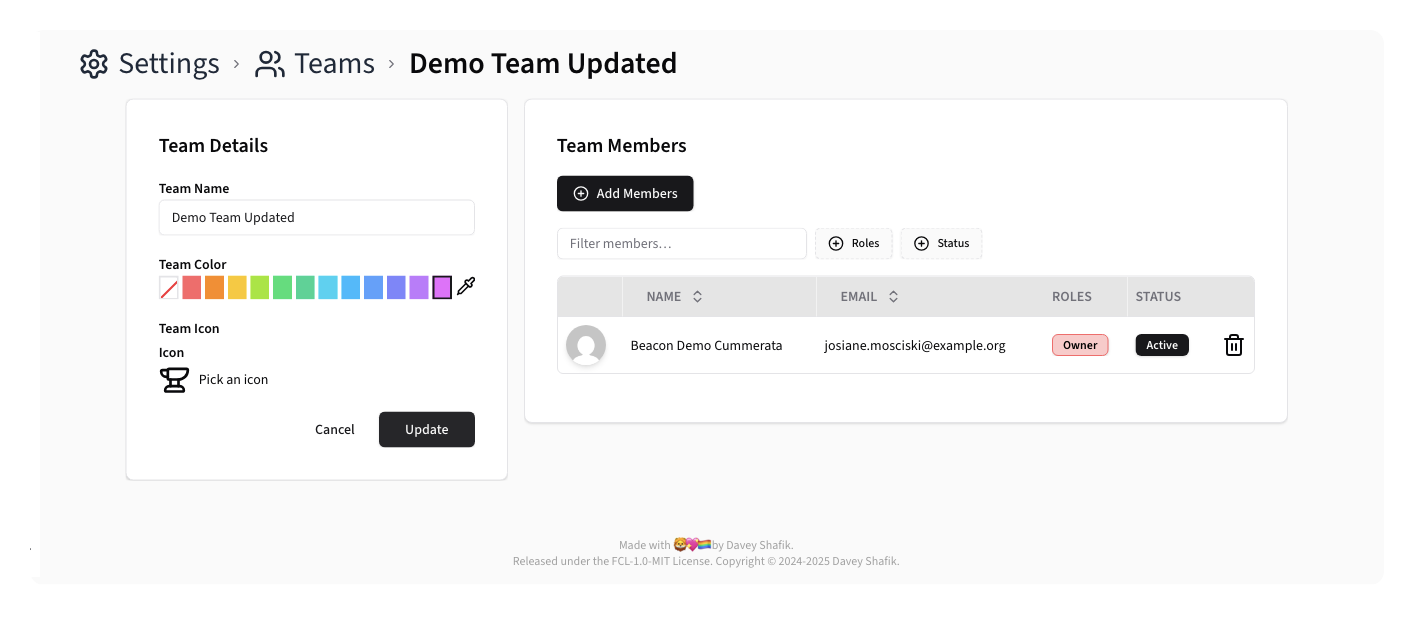 Settings › Teams › Demo Team Updated
Team Details
Team Name
Demo Team Updated
Team Color
Team Icon
Icon
Pick an icon
Cancel Update
Team Members
Add Members
Filter members… Roles Status
NAME EMAIL ROLES STATUS
Beacon Demo Cummerata josiane.mosciski@example.org Owner Active
Made with 🦁💖🏳️‍🌈 by Davey Shafik.
Released under the FCL-1.0-MIT License. Copyright © 2024-2025 Davey Shafik.